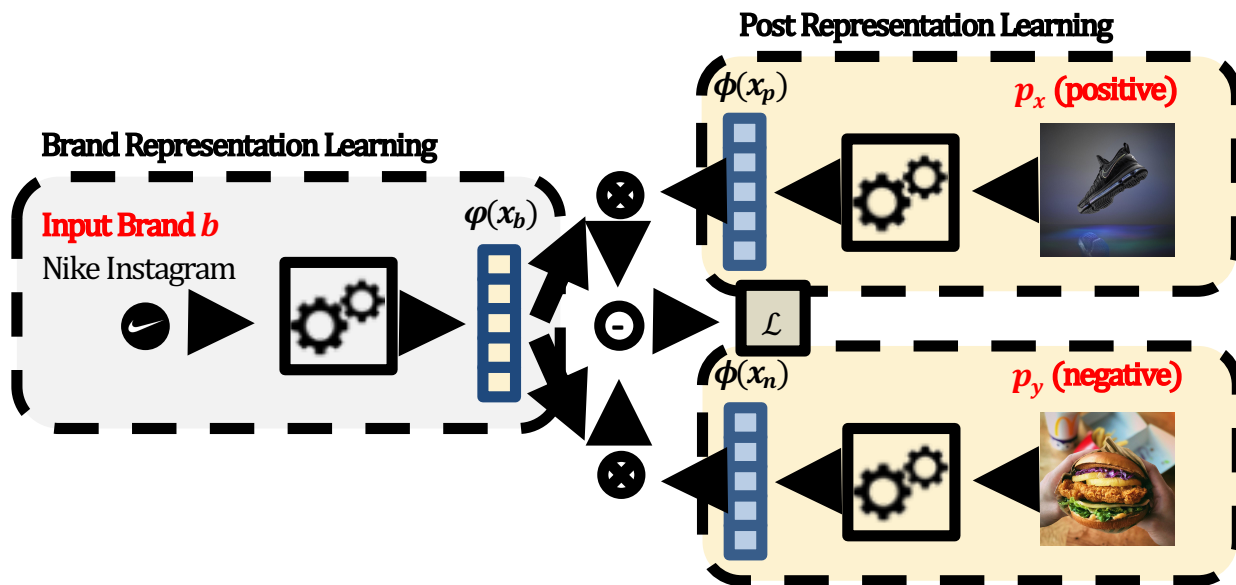 Post Representation Learning
ϕ(x_p)
p_x (positive)
Brand Representation Learning
Input Brand b
Nike Instagram
φ(x_b)
-
ℒ
ϕ(x_n)
p_y (negative)